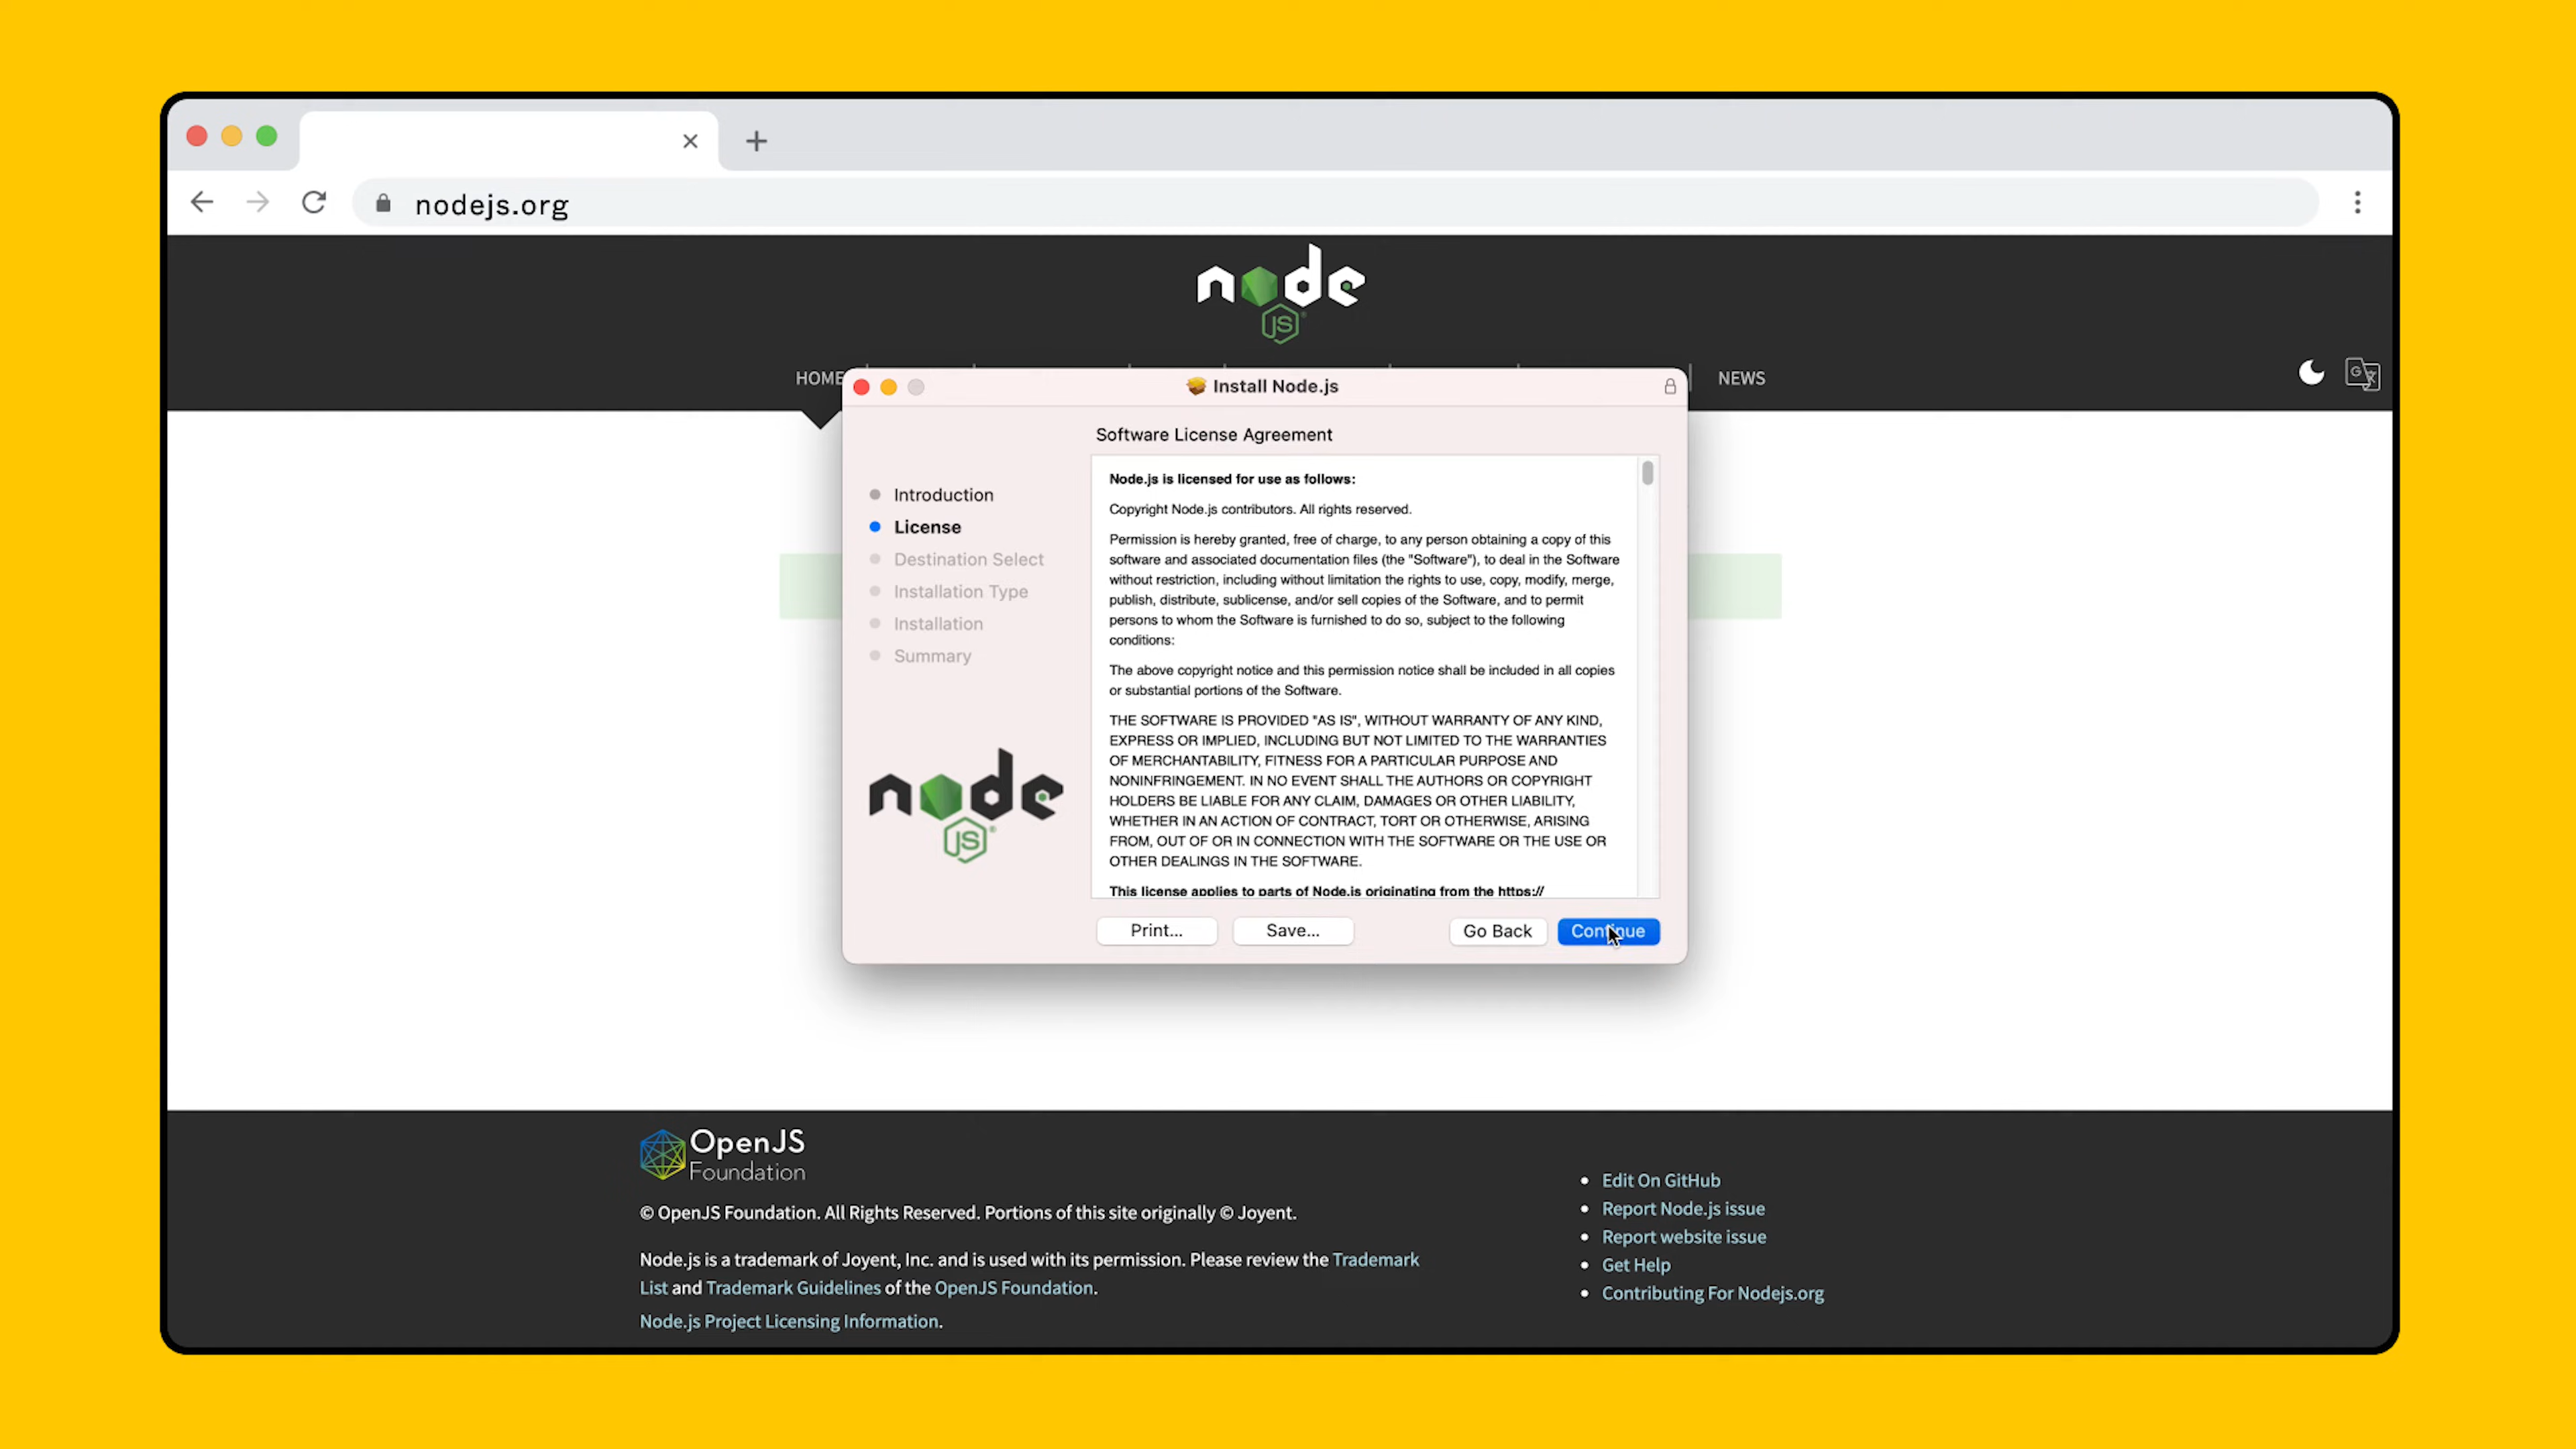 nodejs.org
node
JS
HOME
NEWS
Install Node.js
Software License Agreement
Introduction
License
Destination Select
Installation Type
Installation
Summary
node
JS
Node.js is licensed for use as follows:
Copyright Node.js contributors. All rights reserved.
Permission is hereby granted, free of charge, to any person obtaining a copy of this
software and associated documentation files (the "Software"), to deal in the Software
without restriction, including without limitation the rights to use, copy, modify, merge,
publish, distribute, sublicense, and/or sell copies of the Software, and to permit
persons to whom the Software is furnished to do so, subject to the following
conditions:
The above copyright notice and this permission notice shall be included in all copies
or substantial portions of the Software.
THE SOFTWARE IS PROVIDED "AS IS", WITHOUT WARRANTY OF ANY KIND,
EXPRESS OR IMPLIED, INCLUDING BUT NOT LIMITED TO THE WARRANTIES
OF MERCHANTABILITY, FITNESS FOR A PARTICULAR PURPOSE AND
NONINFRINGEMENT. IN NO EVENT SHALL THE AUTHORS OR COPYRIGHT
HOLDERS BE LIABLE FOR ANY CLAIM, DAMAGES OR OTHER LIABILITY,
WHETHER IN AN ACTION OF CONTRACT, TORT OR OTHERWISE, ARISING
FROM, OUT OF OR IN CONNECTION WITH THE SOFTWARE OR THE USE OR
OTHER DEALINGS IN THE SOFTWARE.
This license applies to parts of Node.js originating from the https://
Print...
Save...
Go Back
Continue
OpenJS
Foundation
© OpenJS Foundation. All Rights Reserved. Portions of this site originally © Joyent.
Node.js is a trademark of Joyent, Inc. and is used with its permission. Please review the Trademark
List and Trademark Guidelines of the OpenJS Foundation.
Node.js Project Licensing Information.
Edit On GitHub
Report Node.js issue
Report website issue
Get Help
Contributing For Nodejs.org